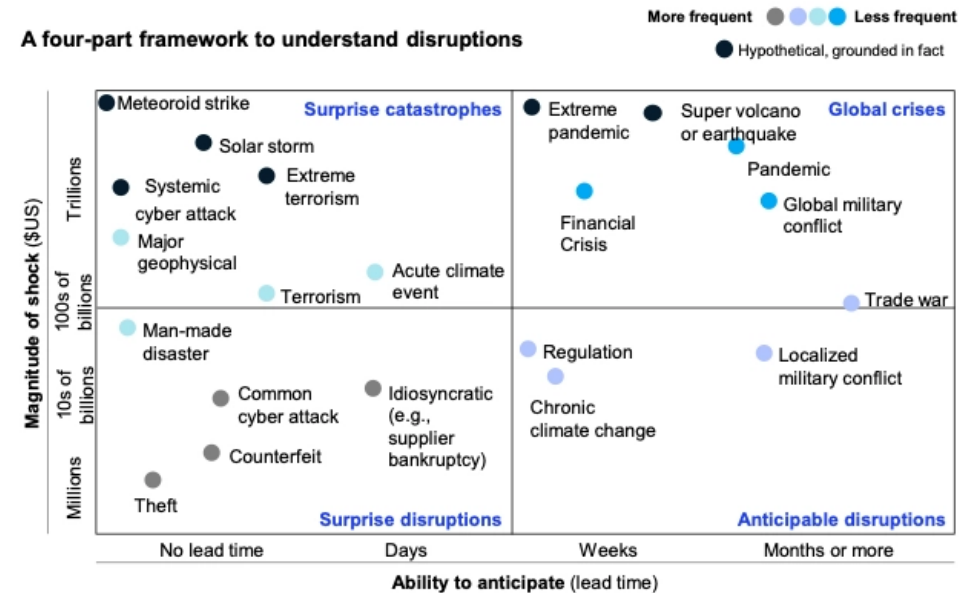 More frequent Less frequent
A four-part framework to understand disruptions
Hypothetical, grounded in fact
Magnitude of shock ($US)
Trillions
100s of
billions
10s of
billions
Millions
Surprise catastrophes
Meteoroid strike
Solar storm
Systemic
cyber attack
Extreme
terrorism
Major
geophysical
Acute climate
event
Terrorism
Global crises
Extreme
pandemic
Super volcano
or earthquake
Pandemic
Financial
Crisis
Global military
conflict
Trade war
Man-made
disaster
Common
cyber attack
Idiosyncratic
(e.g.,
supplier
bankruptcy)
Counterfeit
Theft
Surprise disruptions
Regulation
Chronic
climate change
Localized
military conflict
Anticipable disruptions
No lead time Days Weeks Months or more
Ability to anticipate (lead time)